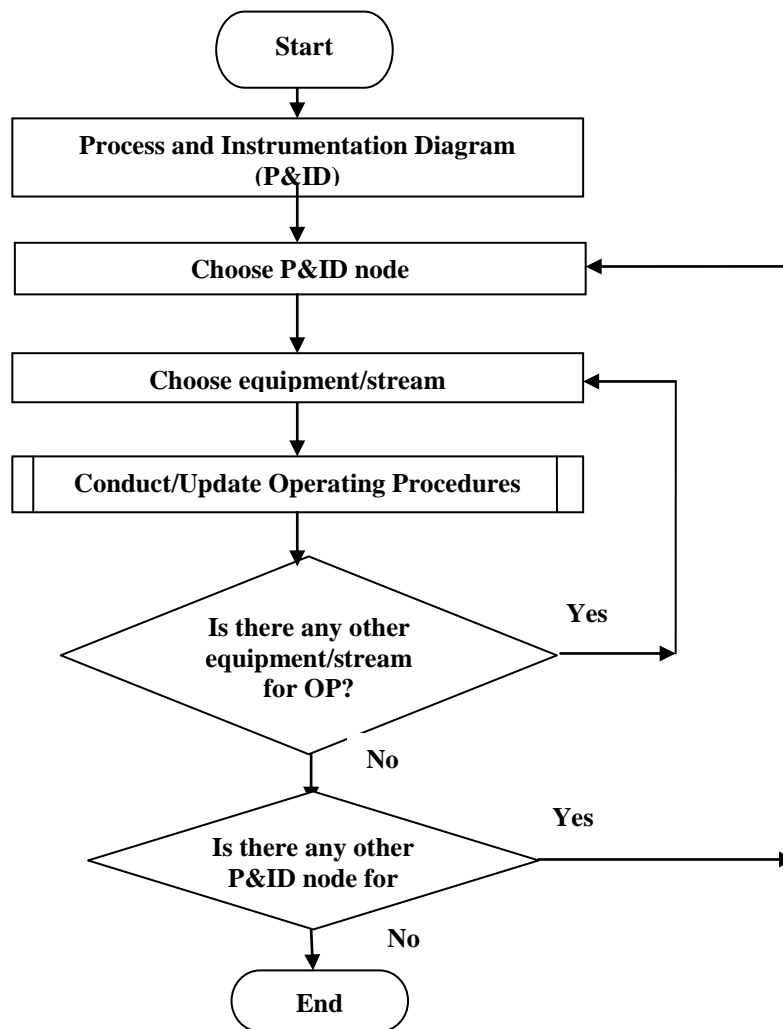 Start
Process and Instrumentation Diagram
(P&ID)
Choose P&ID node
Choose equipment/stream
Conduct/Update Operating Procedures
Is there any other
equipment/stream
for OP?
Yes
No
Is there any other
P&ID node for
Yes
No
End